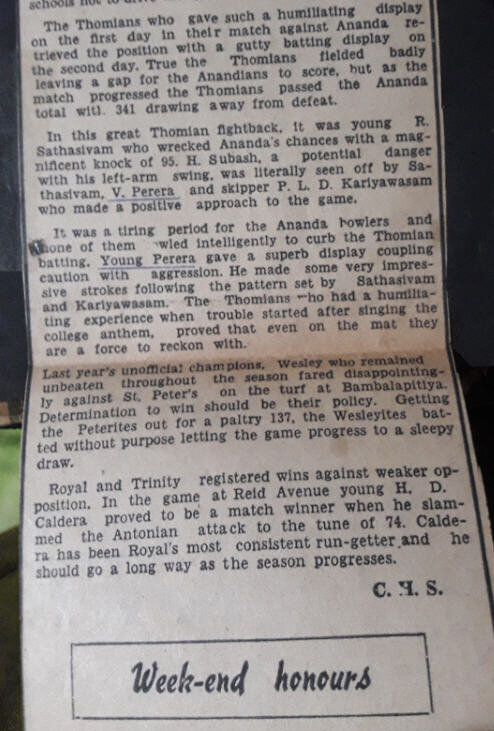 schools not to drive
The Thomians who gave such a humiliating display
on the first day in their match against Ananda re-
trieved the position with a gutty batting display on
the second day. True the Thomians fielded badly
leaving a gap for the Anandians to score, but as the
match progressed the Thomians passed the Ananda
total witl. 341 drawing away from defeat.
In this great Thomian fightback, it was young R.
Sathasivam who wrecked Ananda's chances with a mag-
nificent knock of 95. H. Subash, a potential danger
with his left-arm swing, was literally seen off by Sa-
thasivam, V. Perera and skipper P. L. D. Kariyawasam
who made a positive approach to the game.
It was a tiring period for the Ananda bowlers and
none of them wled intelligently to curb the Thomian
batting. Young Perera gave a superb display coupling
caution with aggression. He made some very impres-
sive strokes following the pattern set by Sathasivam
and Kariyawasam. The Thomians who had a humilia-
ting experience when trouble started after singing the
college anthem, proved that even on the mat they
are a force to reckon with.
Last year's unofficial champions, Wesley who remained
unbeaten throughout the season fared disappointing-
ly against St. Peter's on the turf at Bambalapitiya.
Determination to win should be their policy. Getting
the Peterites out for a paltry 137, the Wesleyites bat-
ted without purpose letting the game progress to a sleepy
draw.
Royal and Trinity registered wins against weaker op-
position. In the game at Reid Avenue young H. D.
Caldera proved to be a match winner when he slam-
med the Antonian attack to the tune of 74. Calde-
ra has been Royal's most consistent run-getter and he
should go a long way as the season progresses.
C. H. S.
Week-end honours